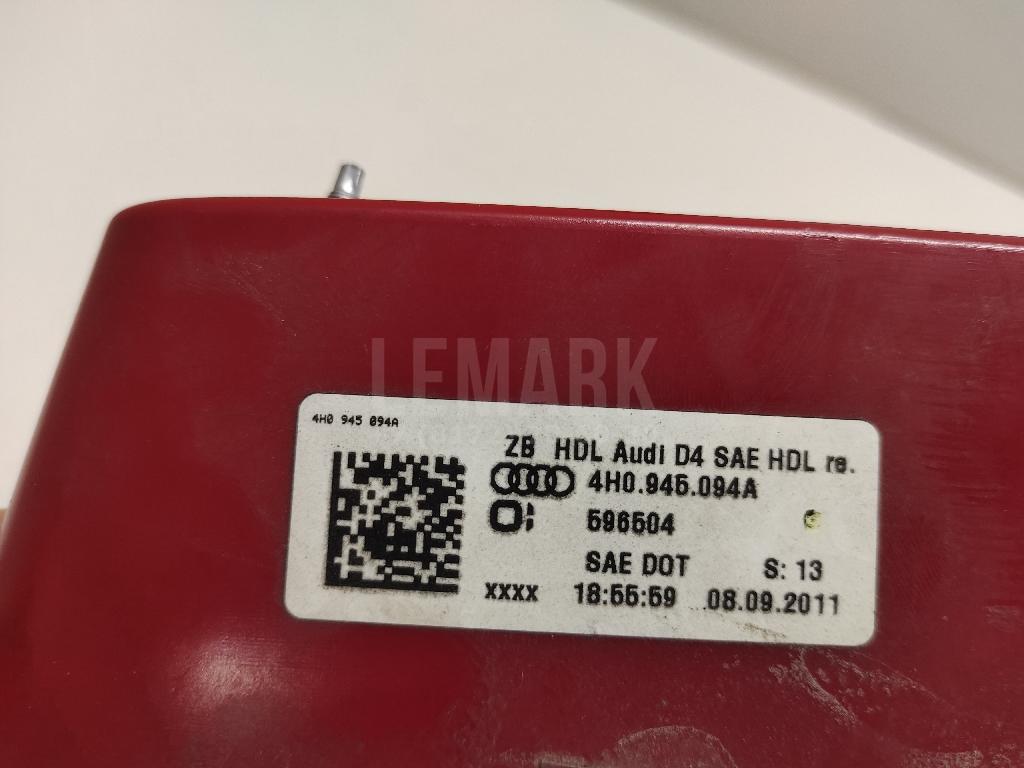 LEMARK
4H0 945 094A
ZB HDL Audi D4 SAE HDL re.
4H0.945.094A
596504
SAE DOT S: 13
xxxx 18:55:59 08.09.2011